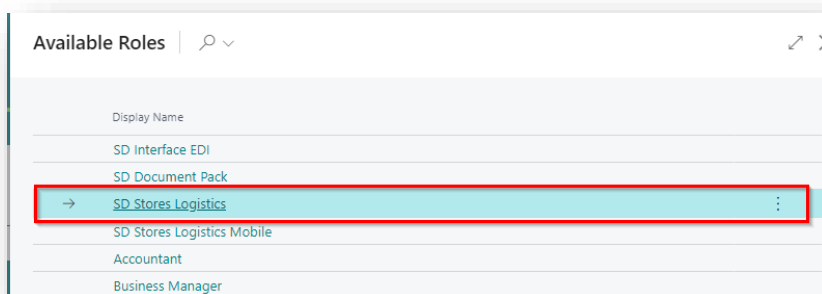 Available Roles
Display Name
SD Interface EDI
SD Document Pack
SD Stores Logistics
SD Stores Logistics Mobile
Accountant
Business Manager